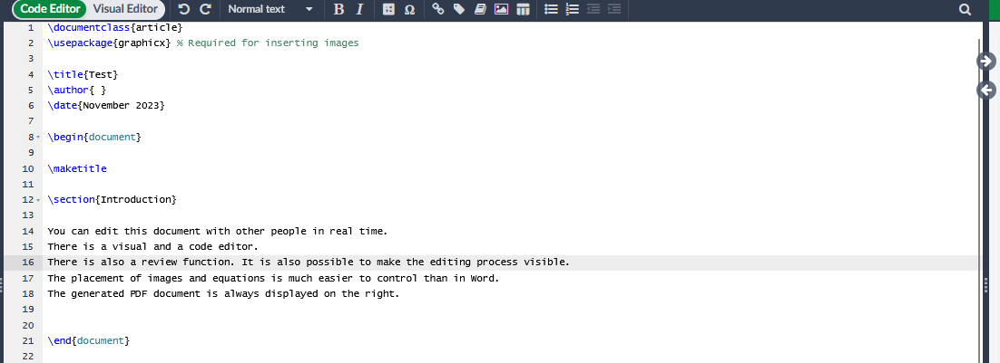 Code Editor Visual Editor Normal text B I Ω
1 \documentclass{article}
2 \usepackage{graphicx} % Required for inserting images
3
4 \title{Test}
5 \author{ }
6 \date{November 2023}
7
8 \begin{document}
9
10 \maketitle
11
12 \section{Introduction}
13
14 You can edit this document with other people in real time.
15 There is a visual and a code editor.
16 There is also a review function. It is also possible to make the editing process visible.
17 The placement of images and equations is much easier to control than in Word.
18 The generated PDF document is always displayed on the right.
19
20
21 \end{document}
22